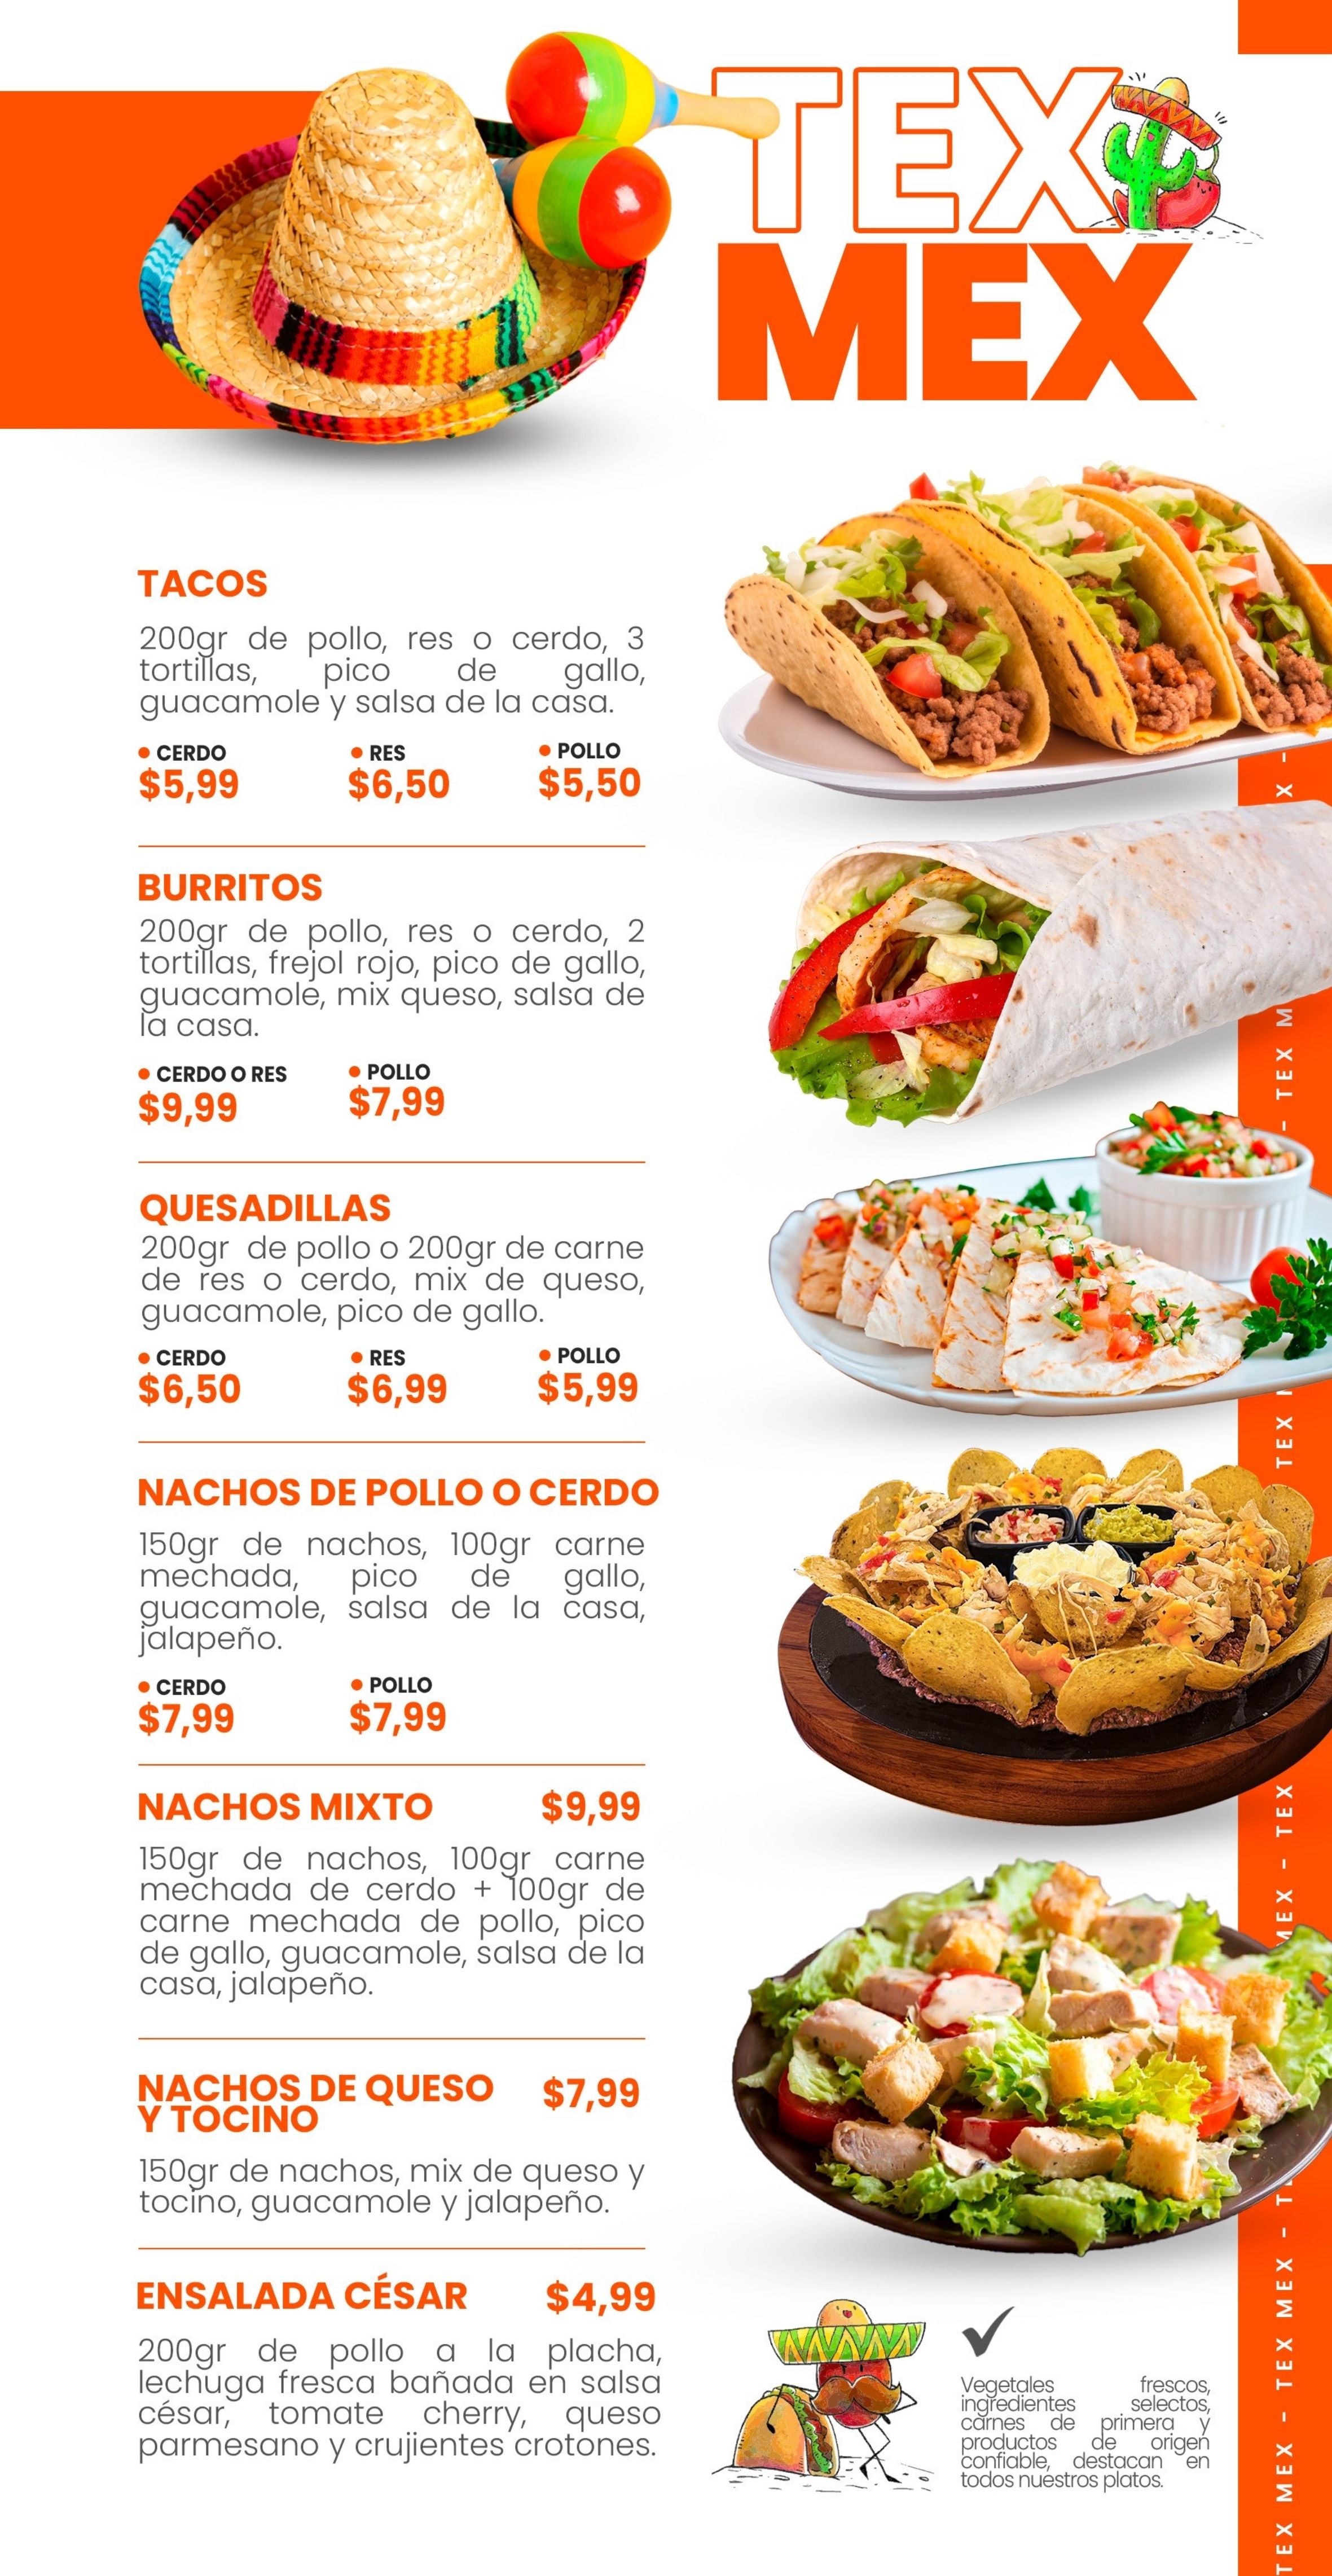 TEX
MEX
TACOS
200gr de pollo, res o cerdo, 3
tortillas, pico de gallo,
guacamole y salsa de la casa.
• CERDO • RES • POLLO
$5,99 $6,50 $5,50
BURRITOS
200gr de pollo, res o cerdo, 2
tortillas, frejol rojo, pico de gallo,
guacamole, mix queso, salsa de
la casa.
• CERDO O RES • POLLO
$9,99 $7,99
QUESADILLAS
200gr de pollo o 200gr de carne
de res o cerdo, mix de queso,
guacamole, pico de gallo.
• CERDO • RES • POLLO
$6,50 $6,99 $5,99
NACHOS DE POLLO O CERDO
150gr de nachos, 100gr carne
mechada, pico de gallo,
guacamole, salsa de la casa,
jalapeño.
• CERDO • POLLO
$7,99 $7,99
NACHOS MIXTO $9,99
150gr de nachos, 100gr carne
mechada de cerdo + 100gr de
carne mechada de pollo, pico
de gallo, guacamole, salsa de la
casa, jalapeño.
NACHOS DE QUESO $7,99
Y TOCINO
150gr de nachos, mix de queso y
tocino, guacamole y jalapeño.
ENSALADA CÉSAR $4,99
200gr de pollo a la placha,
lechuga fresca bañada en salsa
césar, tomate cherry, queso
parmesano y crujientes crotones.
Vegetales frescos,
ingredientes selectos,
carnes de primera y
productos de origen
confiable, destacan en
todos nuestros platos.
TEX MEX - TEX MEX - TEX MEX - TEX MEX - TEX MEX